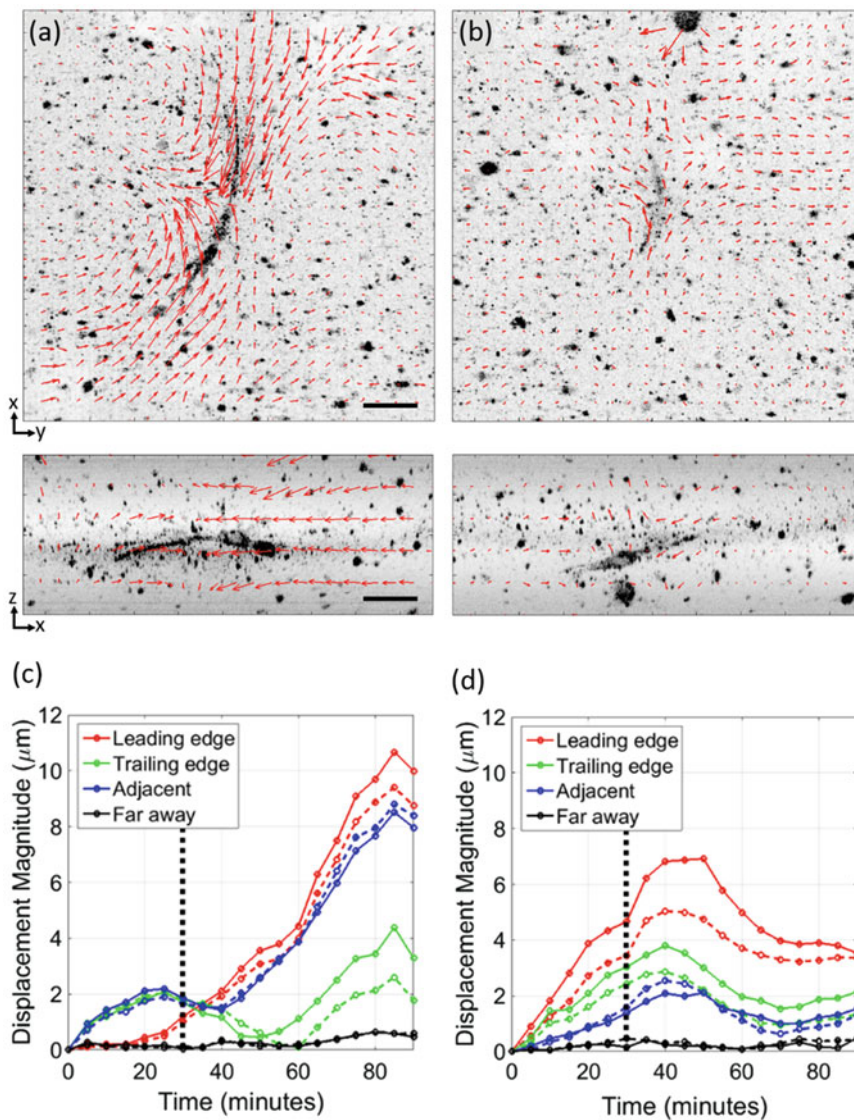 (a)
(b)
x
y
z
x
(c)
(d)
12
10
8
6
4
2
0
Displacement Magnitude (μm)
Leading edge
Trailing edge
Adjacent
Far away
0 20 40 60 80
Time (minutes)
12
10
8
6
4
2
0
Displacement Magnitude (μm)
Leading edge
Trailing edge
Adjacent
Far away
0 20 40 60 80
Time (minutes)